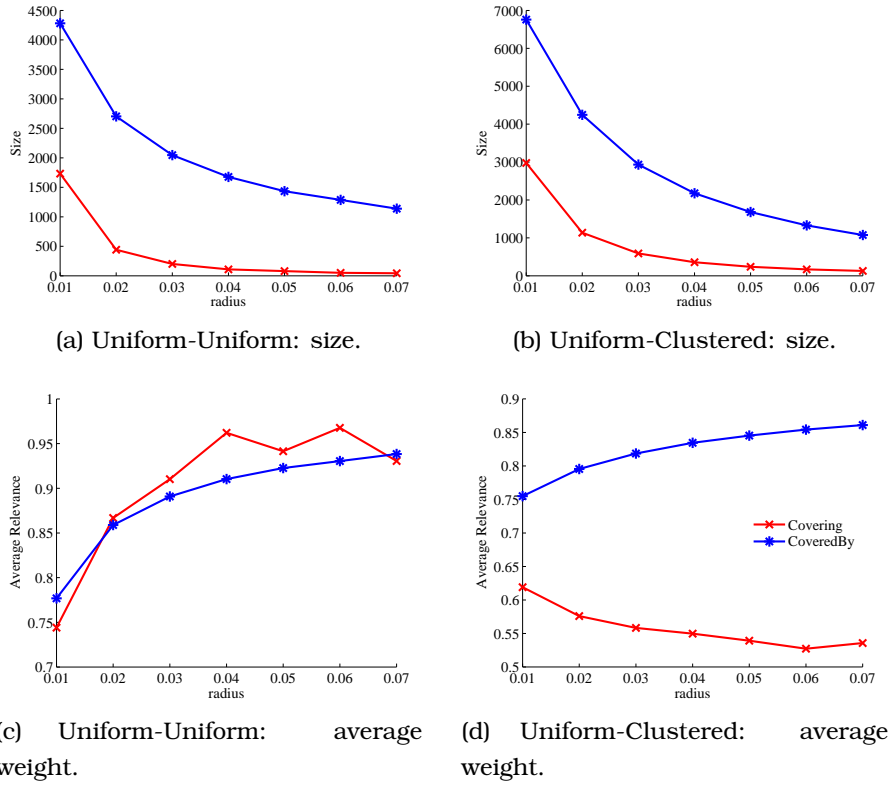 4500
4000
3500
3000
2500
2000
1500
1000
500
0
Size
0.01 0.02 0.03 0.04 0.05 0.06 0.07
radius
(a) Uniform-Uniform: size.
7000
6000
5000
4000
3000
2000
1000
0
Size
0.01 0.02 0.03 0.04 0.05 0.06 0.07
radius
(b) Uniform-Clustered: size.
1
0.95
0.9
0.85
0.8
0.75
0.7
Average Relevance
0.01 0.02 0.03 0.04 0.05 0.06 0.07
radius
(c) Uniform-Uniform: average
weight.
0.9
0.85
0.8
0.75
0.7
0.65
0.6
0.55
0.5
Average Relevance
Covering
CoveredBy
0.01 0.02 0.03 0.04 0.05 0.06 0.07
radius
(d) Uniform-Clustered: average
weight.